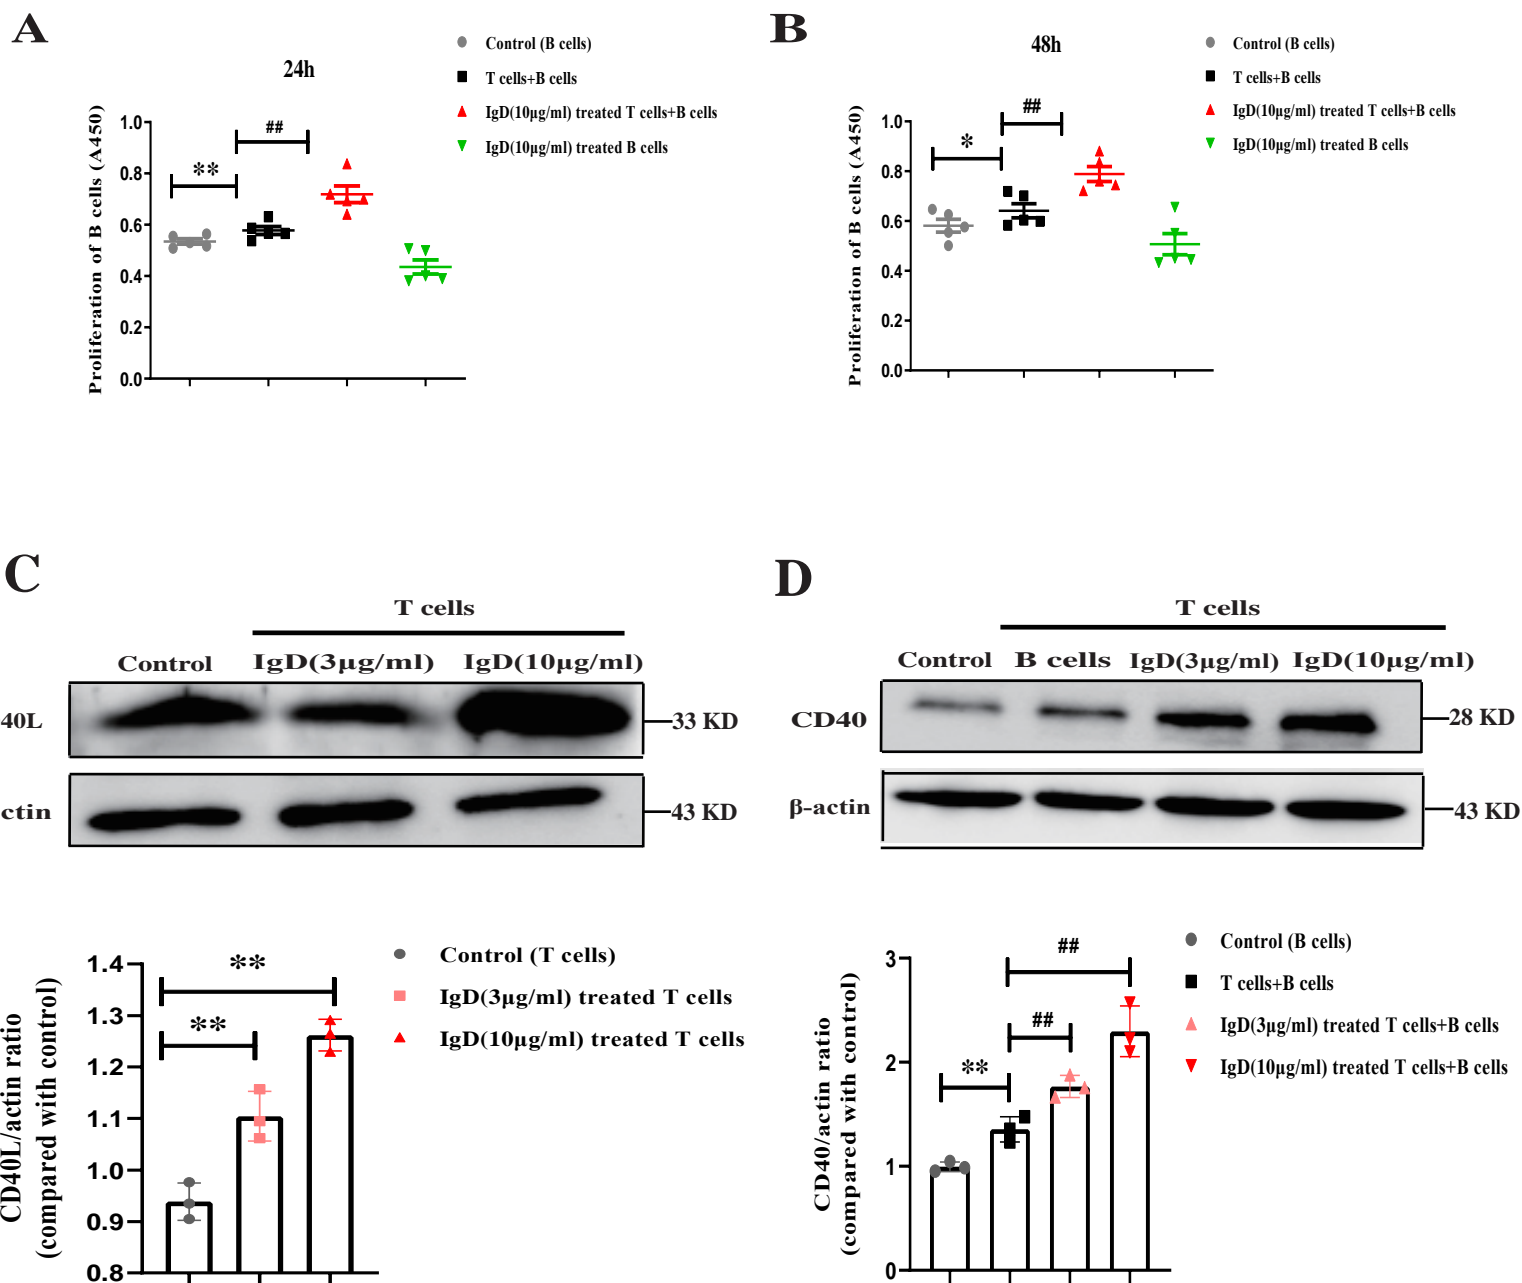 A
24h
Control (B cells)
T cells+B cells
IgD(10μg/ml) treated T cells+B cells
IgD(10μg/ml) treated B cells
Proliferation of B cells (A450)
1.0
0.8
0.6
0.4
0.2
0.0
**
##
B
48h
Control (B cells)
T cells+B cells
IgD(10μg/ml) treated T cells+B cells
IgD(10μg/ml) treated B cells
Proliferation of B cells (A450)
1.0
0.8
0.6
0.4
0.2
0.0
*
##
C
T cells
Control IgD(3μg/ml) IgD(10μg/ml)
40L
33 KD
ctin
43 KD
CD40L/actin ratio
(compared with control)
1.4
1.3
1.2
1.1
1.0
0.9
0.8
**
**
Control (T cells)
IgD(3μg/ml) treated T cells
IgD(10μg/ml) treated T cells
D
T cells
Control B cells IgD(3μg/ml) IgD(10μg/ml)
CD40
28 KD
β-actin
43 KD
CD40/actin ratio
(compared with control)
3
2
1
0
**
##
##
Control (B cells)
T cells+B cells
IgD(3μg/ml) treated T cells+B cells
IgD(10μg/ml) treated T cells+B cells